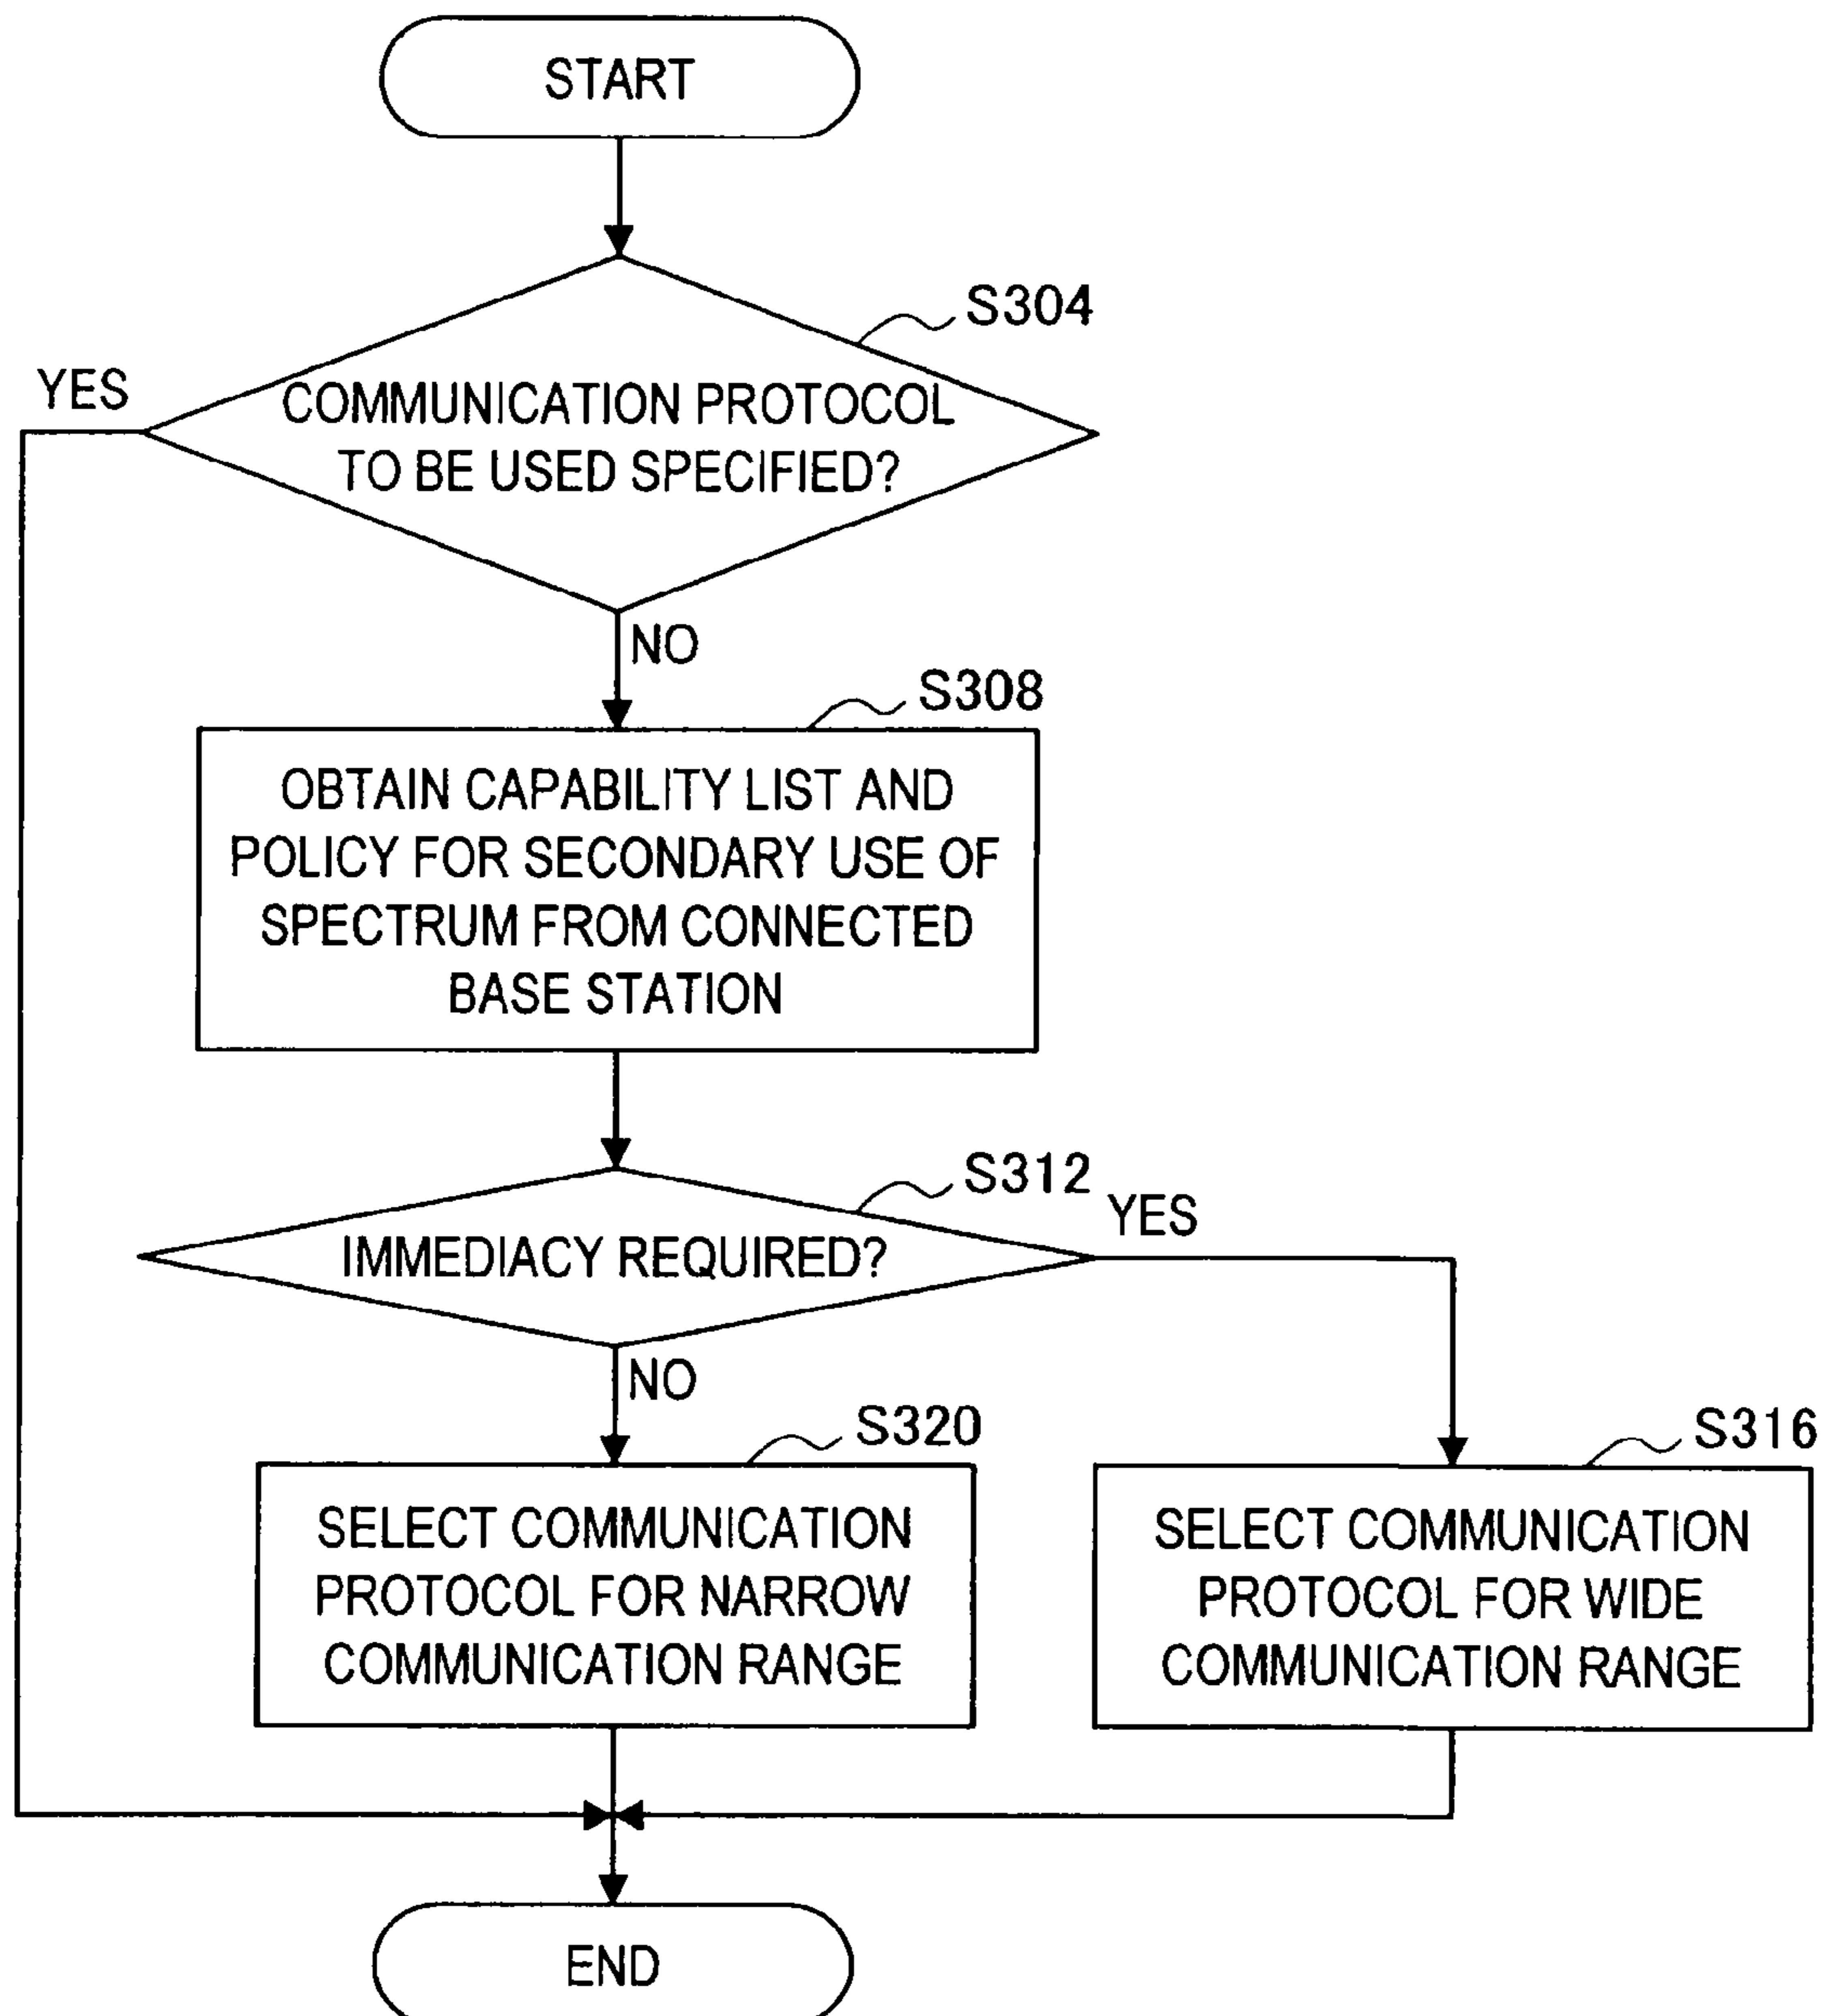 START
S304
YES
COMMUNICATION PROTOCOL
TO BE USED SPECIFIED?
NO
S308
OBTAIN CAPABILITY LIST AND
POLICY FOR SECONDARY USE OF
SPECTRUM FROM CONNECTED
BASE STATION
S312
YES
IMMEDIACY REQUIRED?
NO
S320
S316
SELECT COMMUNICATION
PROTOCOL FOR NARROW
COMMUNICATION RANGE
SELECT COMMUNICATION
PROTOCOL FOR WIDE
COMMUNICATION RANGE
END